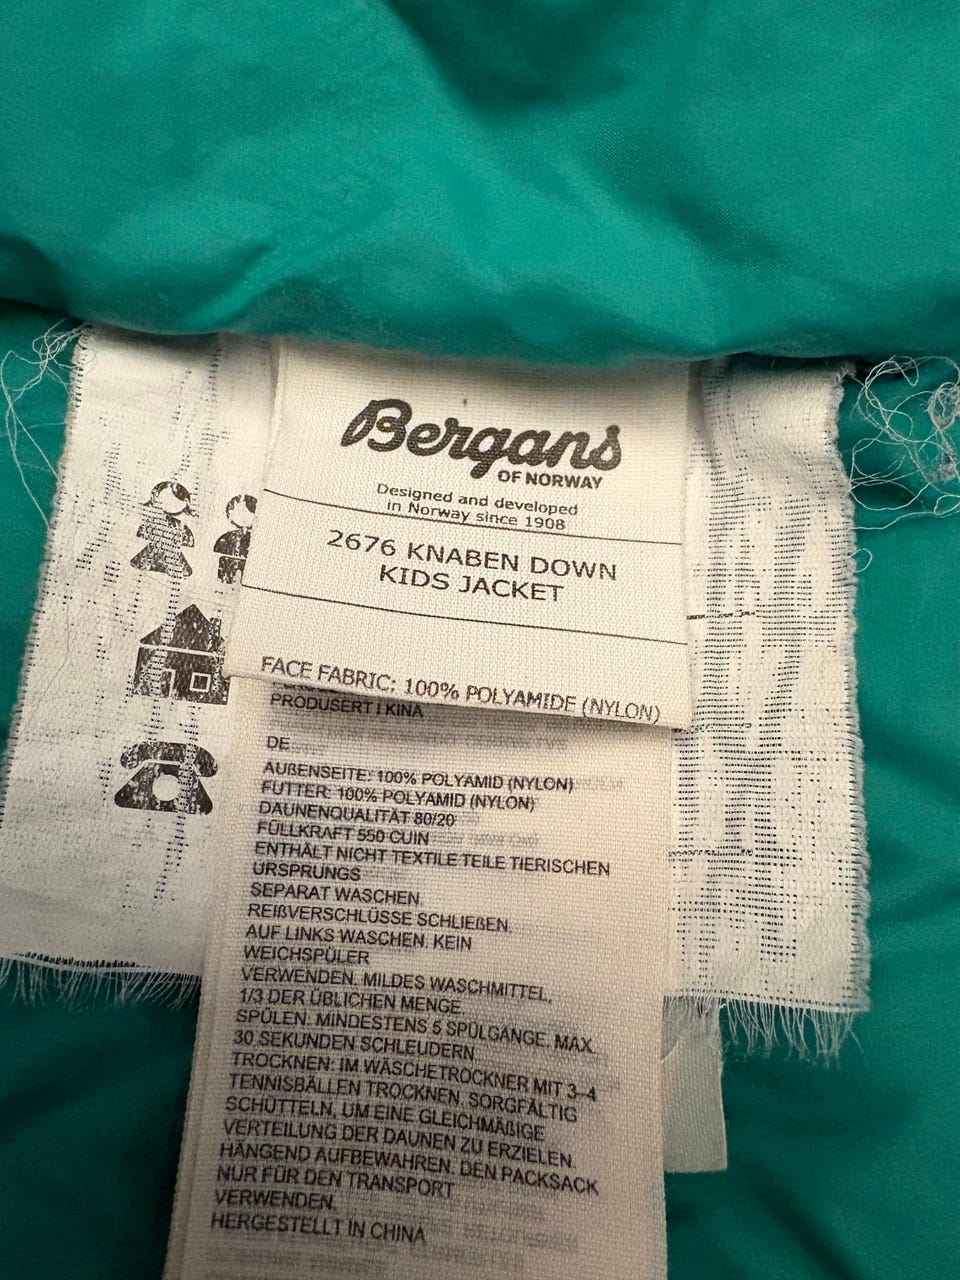 Bergans
OF NORWAY
Designed and developed
in Norway since 1908
2676 KNABEN DOWN
KIDS JACKET
FACE FABRIC: 100% POLYAMIDE (NYLON)
PRODUSERT I KINA
DE
AUßENSEITE: 100% POLYAMID (NYLON)
FUTTER: 100% POLYAMID (NYLON)
DAUNENQUALITÄT 80/20
FÜLLKRAFT 550 CUIN
ENTHÄLT NICHT TEXTILE TEILE TIERISCHEN
URSPRUNGS
SEPARAT WASCHEN.
REIßVERSCHLÜSSE SCHLIEßEN.
AUF LINKS WASCHEN. KEIN
WEICHSPÜLER
VERWENDEN. MILDES WASCHMITTEL,
1/3 DER ÜBLICHEN MENGE.
SPÜLEN: MINDESTENS 5 SPÜLGÄNGE, MAX.
30 SEKUNDEN SCHLEUDERN.
TROCKNEN: IM WÄSCHETROCKNER MIT 3–4
TENNISBÄLLEN TROCKNEN, SORGFÄLTIG
SCHÜTTELN, UM EINE GLEICHMÄßIGE
VERTEILUNG DER DAUNEN ZU ERZIELEN.
HÄNGEND AUFBEWAHREN, DEN PACKSACK
NUR FÜR DEN TRANSPORT
VERWENDEN.
HERGESTELLT IN CHINA